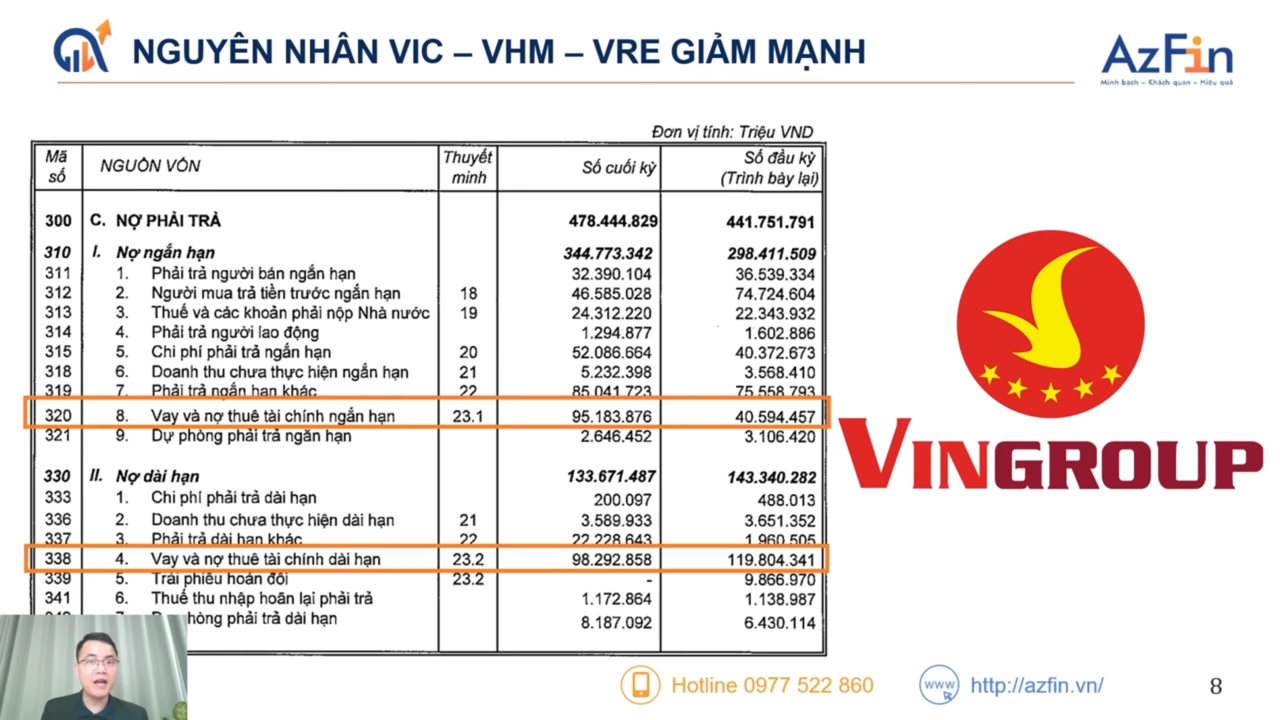 NGUYÊN NHÂN VIC – VHM – VRE GIẢM MẠNH
AzFin
Minh bạch – Khách quan – Hiệu quả
Đơn vị tính: Triệu VND
Mã số NGUỒN VỐN Thuyết minh Số cuối kỳ Số đầu kỳ (Trình bày lại)
300 C. NỢ PHẢI TRẢ 478.444.829 441.751.791
310 I. Nợ ngắn hạn 344.773.342 298.411.509
311 1. Phải trả người bán ngắn hạn 32.390.104 36.539.334
312 2. Người mua trả tiền trước ngắn hạn 18 46.585.028 74.724.604
313 3. Thuế và các khoản phải nộp Nhà nước 19 24.312.220 22.343.932
314 4. Phải trả người lao động 1.294.877 1.602.886
315 5. Chi phí phải trả ngắn hạn 20 52.086.664 40.372.673
318 6. Doanh thu chưa thực hiện ngắn hạn 21 5.232.398 3.568.410
319 7. Phải trả ngắn hạn khác 22 85.041.723 75.558.793
320 8. Vay và nợ thuê tài chính ngắn hạn 23.1 95.183.876 40.594.457
321 9. Dự phòng phải trả ngắn hạn 2.646.452 3.106.420
330 II. Nợ dài hạn 133.671.487 143.340.282
333 1. Chi phí phải trả dài hạn 200.097 488.013
336 2. Doanh thu chưa thực hiện dài hạn 21 3.589.933 3.651.352
337 3. Phải trả dài hạn khác 22 22.228.643 1.960.505
338 4. Vay và nợ thuê tài chính dài hạn 23.2 98.292.858 119.804.341
339 5. Trái phiếu hoán đổi 23.2 - 9.866.970
341 6. Thuế thu nhập hoãn lại phải trả 1.172.864 1.138.987
phòng phải trả dài hạn 8.187.092 6.430.114
VINGROUP
Hotline 0977 522 860
www http://azfin.vn/
8